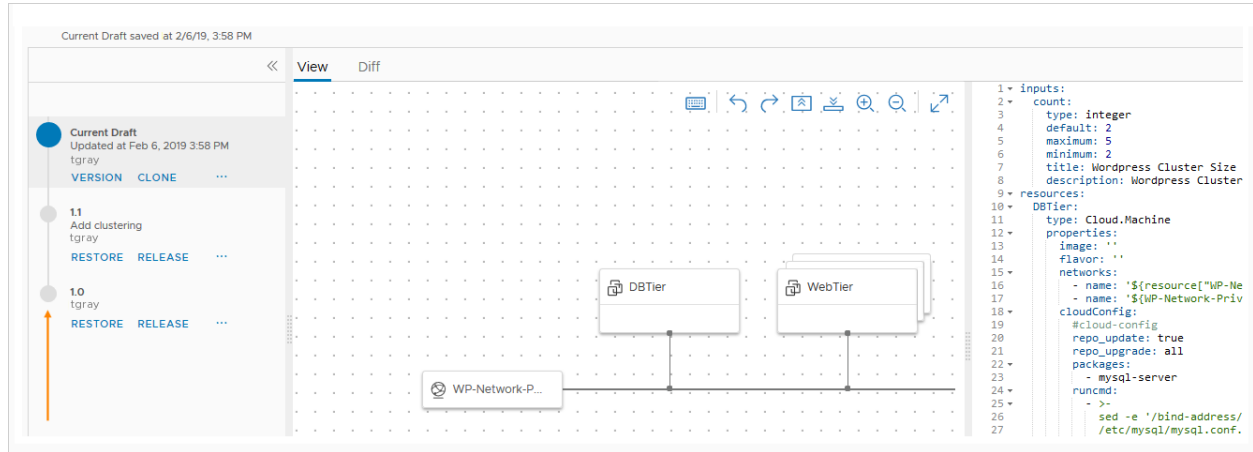 Current Draft saved at 2/6/19, 3:58 PM
View Diff
Current Draft
Updated at Feb 6, 2019 3:58 PM
tgray
VERSION CLONE ...
1.1
Add clustering
tgray
RESTORE RELEASE ...
1.0
tgray
RESTORE RELEASE ...
DBTier
WebTier
WP-Network-P...
1 inputs:
2 count:
3 type: integer
4 default: 2
5 maximum: 5
6 minimum: 2
7 title: Wordpress Cluster Size
8 description: Wordpress Cluster
9 resources:
10 DBTier:
11 type: Cloud.Machine
12 properties:
13 image: ''
14 flavor: ''
15 networks:
16 - name: '${resource["WP-Ne
17 - name: '${WP-Network-Priv
18 cloudConfig:
19 #cloud-config
20 repo_update: true
21 repo_upgrade: all
22 packages:
23 - mysql-server
24 runcmd:
25 - >-
26 sed -e '/bind-address/
27 /etc/mysql/mysql.conf.